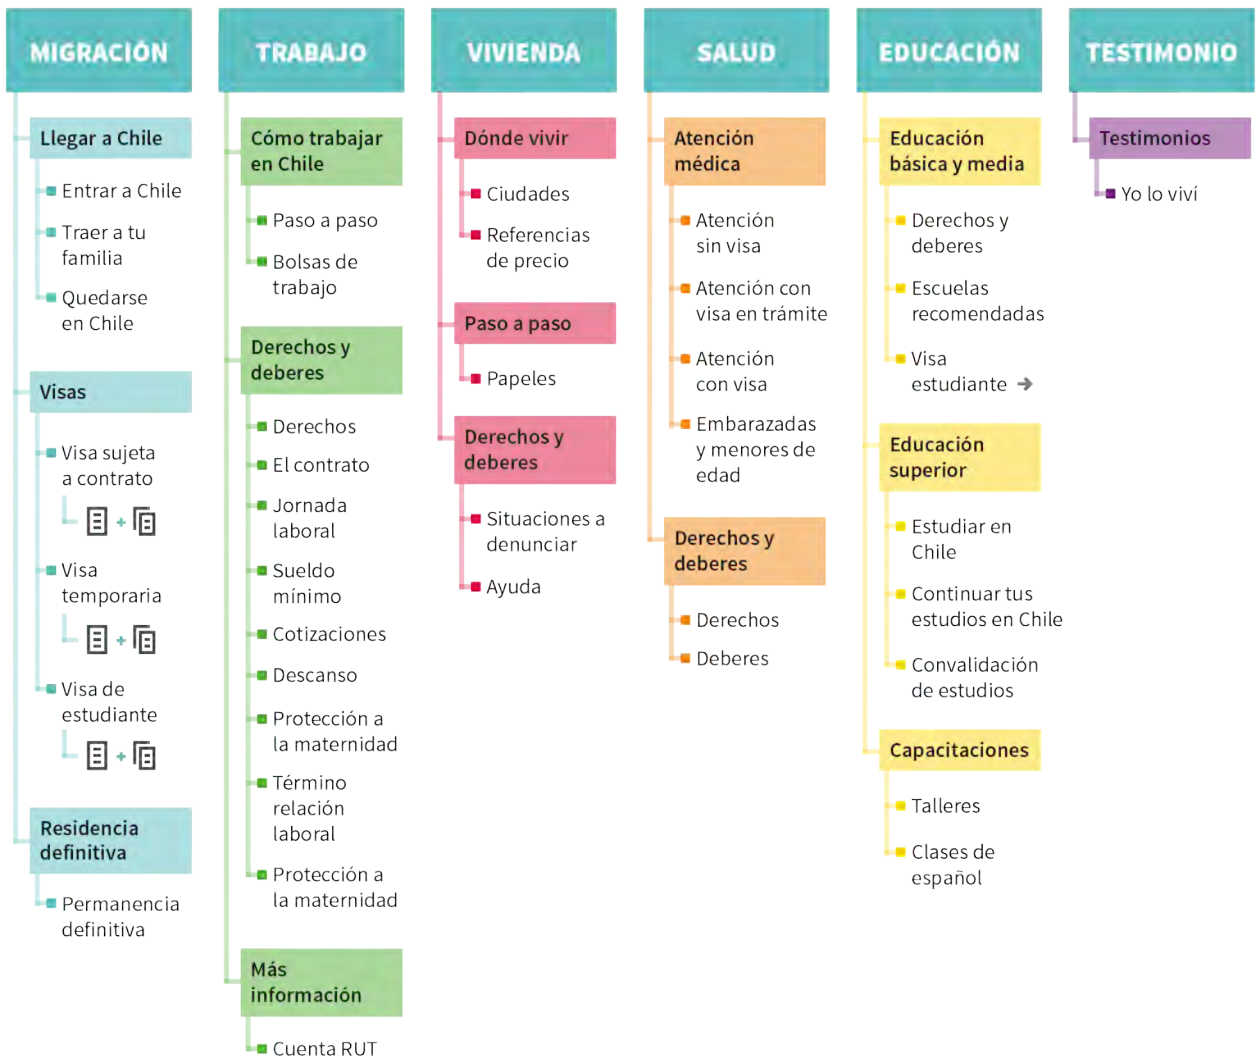 MIGRACIÓN
Llegar a Chile
Entrar a Chile
Traer a tu
familia
Quedarse
en Chile
Visas
Visa sujeta
a contrato
Visa
temporaria
Visa de
estudiante
Residencia
definitiva
Permanencia
definitiva
TRABAJO
Cómo trabajar
en Chile
Paso a paso
Bolsas de
trabajo
Derechos y
deberes
Derechos
El contrato
Jornada
laboral
Sueldo
mínimo
Cotizaciones
Descanso
Protección a
la maternidad
Término
relación
laboral
Protección a
la maternidad
Más
información
Cuenta RUT
VIVIENDA
Dónde vivir
Ciudades
Referencias
de precio
Paso a paso
Papeles
Derechos y
deberes
Situaciones a
denunciar
Ayuda
SALUD
Atención
médica
Atención
sin visa
Atención con
visa en trámite
Atención
con visa
Embarazadas
y menores de
edad
Derechos y
deberes
Derechos
Deberes
EDUCACIÓN
Educación
básica y media
Derechos y
deberes
Escuelas
recomendadas
Visa
estudiante →
Educación
superior
Estudiar en
Chile
Continuar tus
estudios en Chile
Convalidación
de estudios
Capacitaciones
Talleres
Clases de
español
TESTIMONIO
Testimonios
Yo lo viví